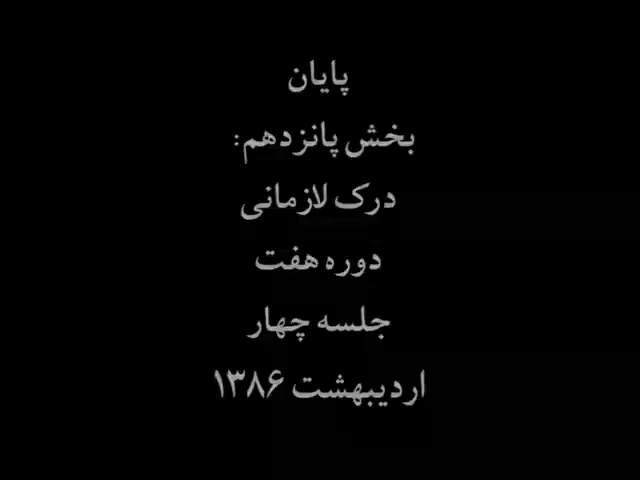 پایان
بخش پانزدهم:
درک لازمانی
دوره هفت
جلسه چهار
اردیبهشت ۱۳۸۶